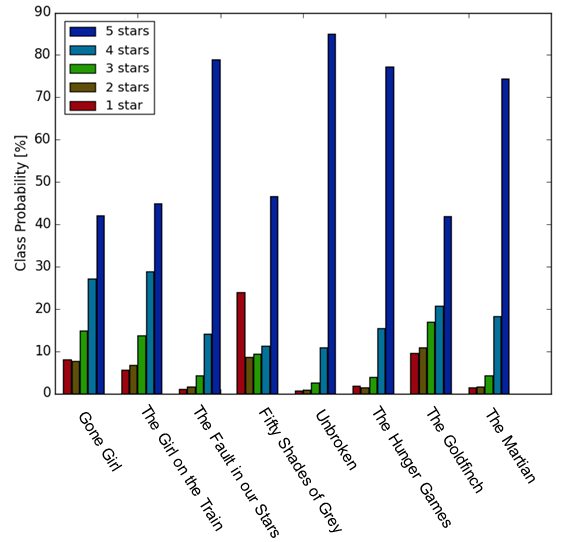 90
80
70
60
50
40
30
20
10
0
Class Probability [%]
5 stars
4 stars
3 stars
2 stars
1 star
Gone Girl
The Girl on the Train
The Fault in our Stars
Fifty Shades of Grey
Unbroken
The Hunger Games
The Goldfinch
The Martian